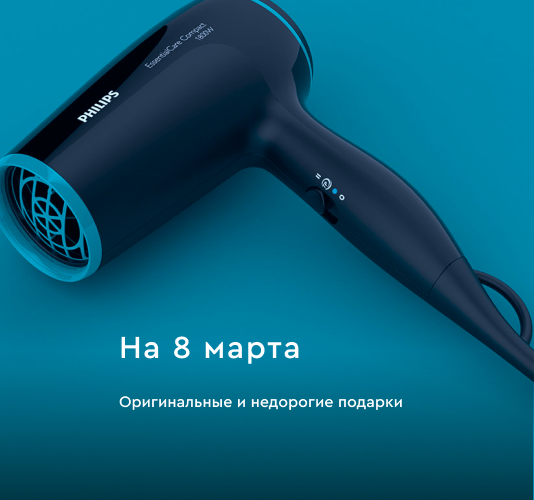 EssentialCare Compact
1800W
PHILIPS
На 8 марта
Оригинальные и недорогие подарки